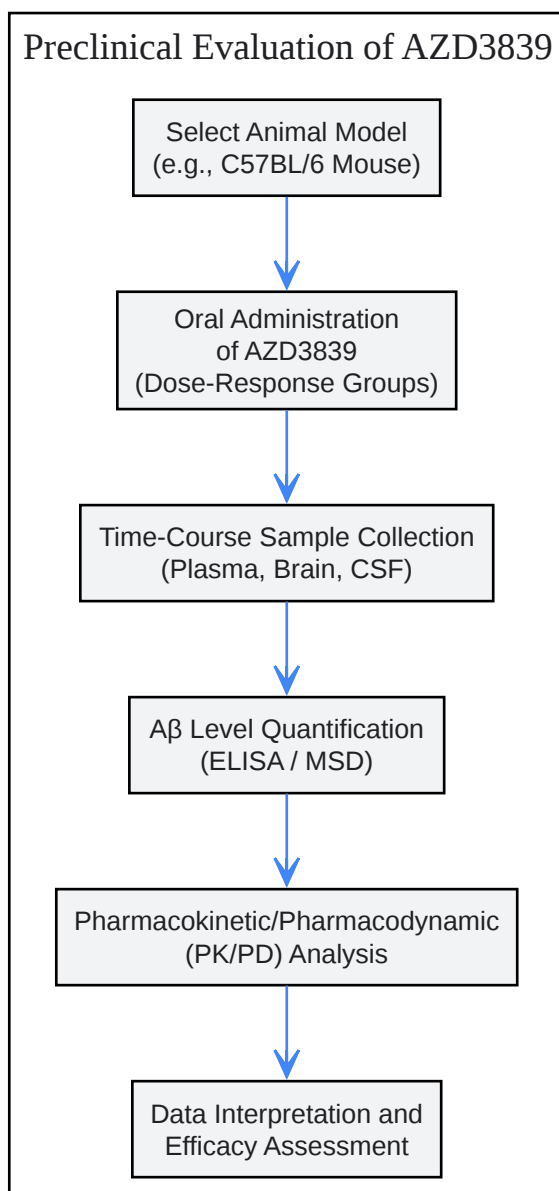 Preclinical Evaluation of AZD3839
Select Animal Model
(e.g., C57BL/6 Mouse)
Oral Administration
of AZD3839
(Dose-Response Groups)
Time-Course Sample Collection
(Plasma, Brain, CSF)
Aβ Level Quantification
(ELISA / MSD)
Pharmacokinetic/Pharmacodynamic
(PK/PD) Analysis
Data Interpretation and
Efficacy Assessment